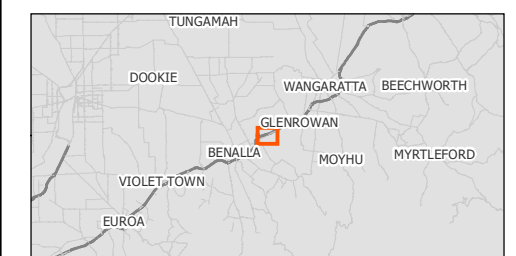 TUNGAMAH
DOOKIE
WANGARATTA
BEECHWORTH
GLENROWAN
BENALLA
MOYHU
MYRTLEFORD
VIOLET TOWN
EUROA